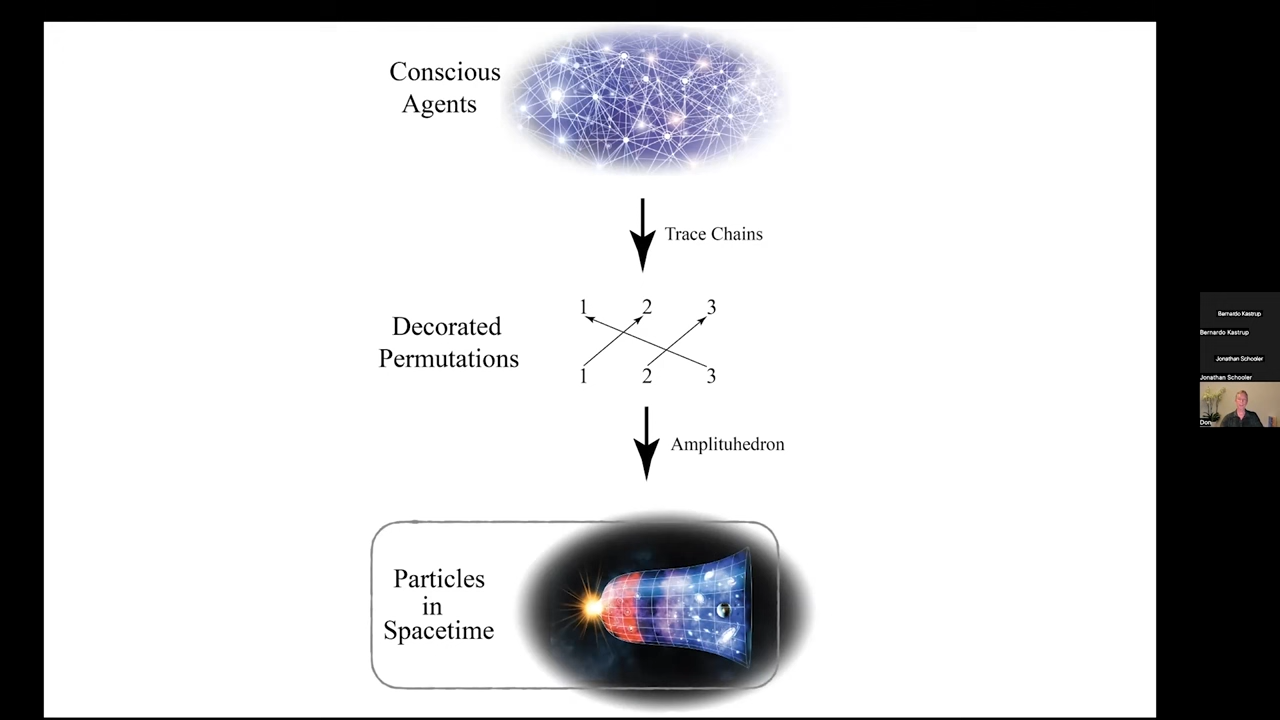 Conscious
Agents
Trace Chains
1 2 3
Decorated
Permutations
1 2 3
Amplituhedron
Particles
in
Spacetime
Bernardo Kastrup
Bernardo Kastrup
Jonathan Schooler
Jonathan Schooler
Don